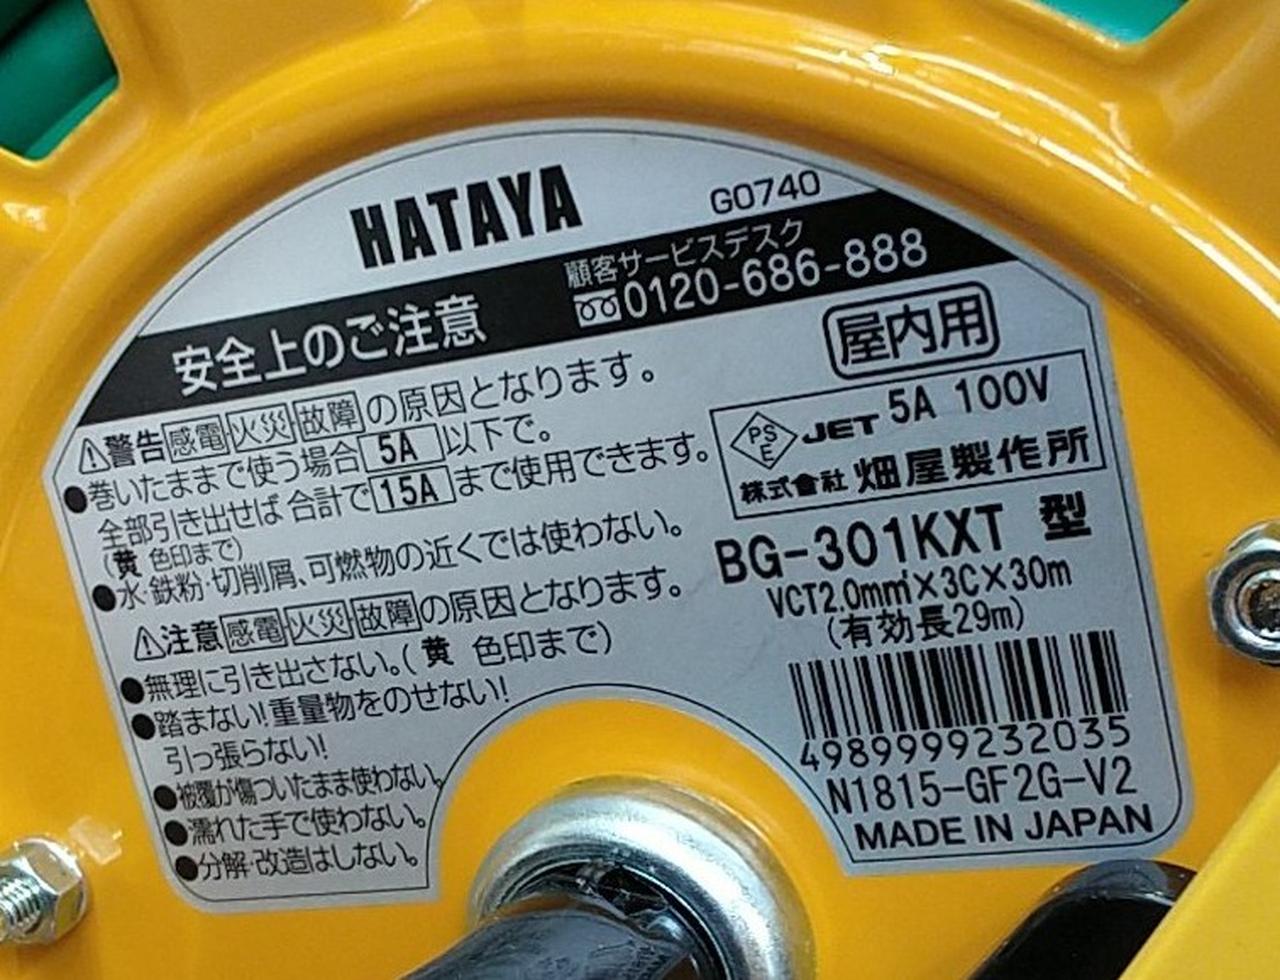 HATAYA
G0740
安全上のご注意
顧客サービスデスク
0120-686-888
⚠警告 感電 火災 故障 の原因となります。
●巻いたままで使う場合 5A 以下で。
全部引き出せば 合計で 15A まで使用できます。
(黄 色印まで)
●水・鉄粉・切削屑、可燃物の近くでは使わない。
⚠注意 感電 火災 故障 の原因となります。
●無理に引き出さない。(黄 色印まで)
●踏まない!重量物をのせない!
引っ張らない!
●被覆が傷ついたまま使わない。
●濡れた手で使わない。
●分解・改造はしない。
屋内用
PSE JET 5A 100V
株式会社 畑屋製作所
BG-301KXT 型
VCT2.0mm²×3C×30m
(有効長29m)
4989999232035
N1815-GF2G-V2
MADE IN JAPAN